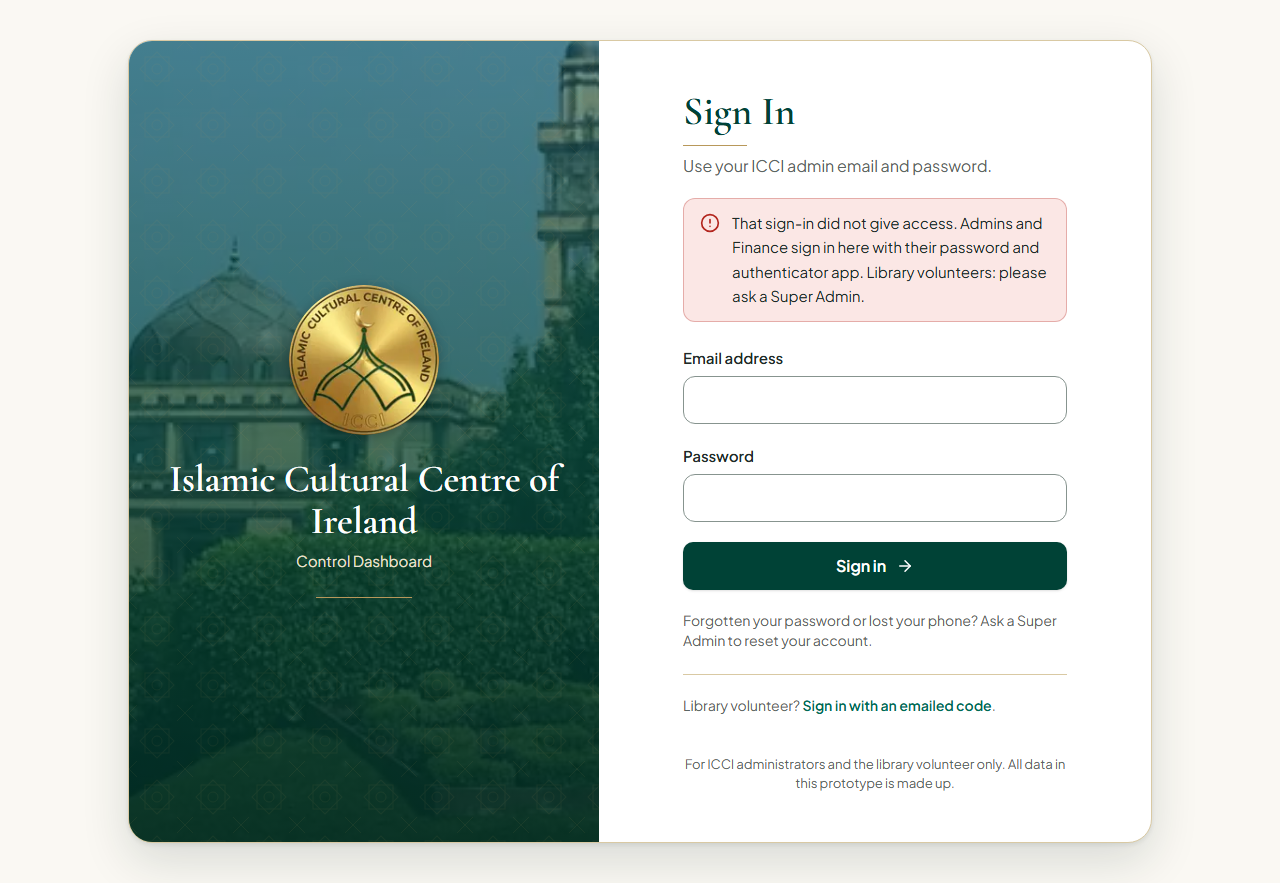 ISLAMIC CULTURAL CENTRE OF IRELAND
ICCI
Islamic Cultural Centre of
Ireland
Control Dashboard
Sign In
Use your ICCI admin email and password.
That sign-in did not give access. Admins and
Finance sign in here with their password and
authenticator app. Library volunteers: please
ask a Super Admin.
Email address
Password
Sign in →
Forgotten your password or lost your phone? Ask a Super
Admin to reset your account.
Library volunteer? Sign in with an emailed code.
For ICCI administrators and the library volunteer only. All data in
this prototype is made up.